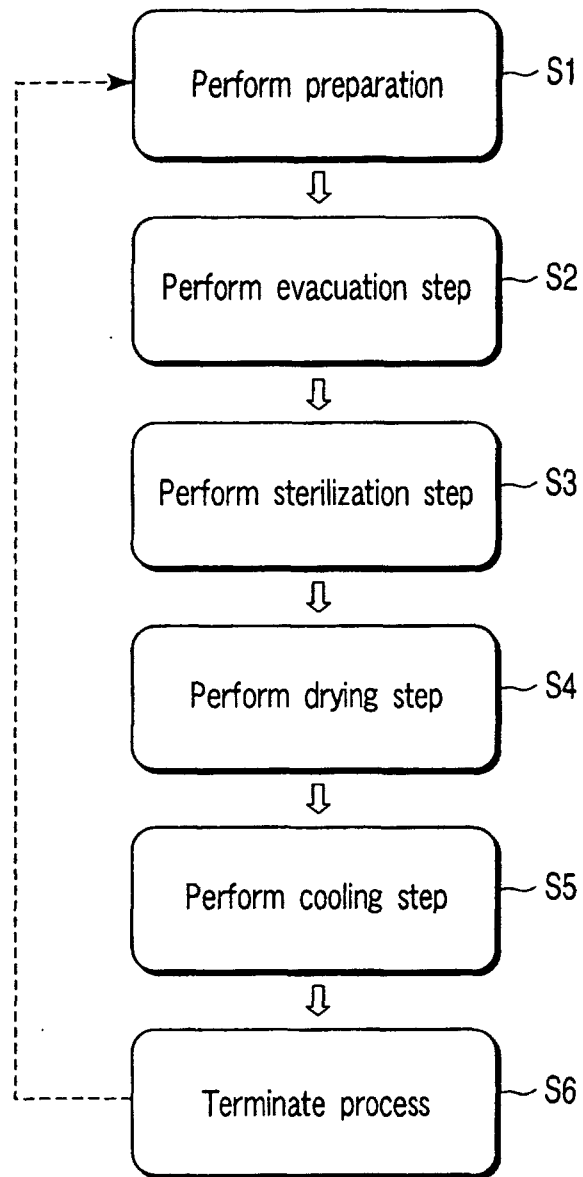 Perform preparation
S1
Perform evacuation step
S2
Perform sterilization step
S3
Perform drying step
S4
Perform cooling step
S5
Terminate process
S6